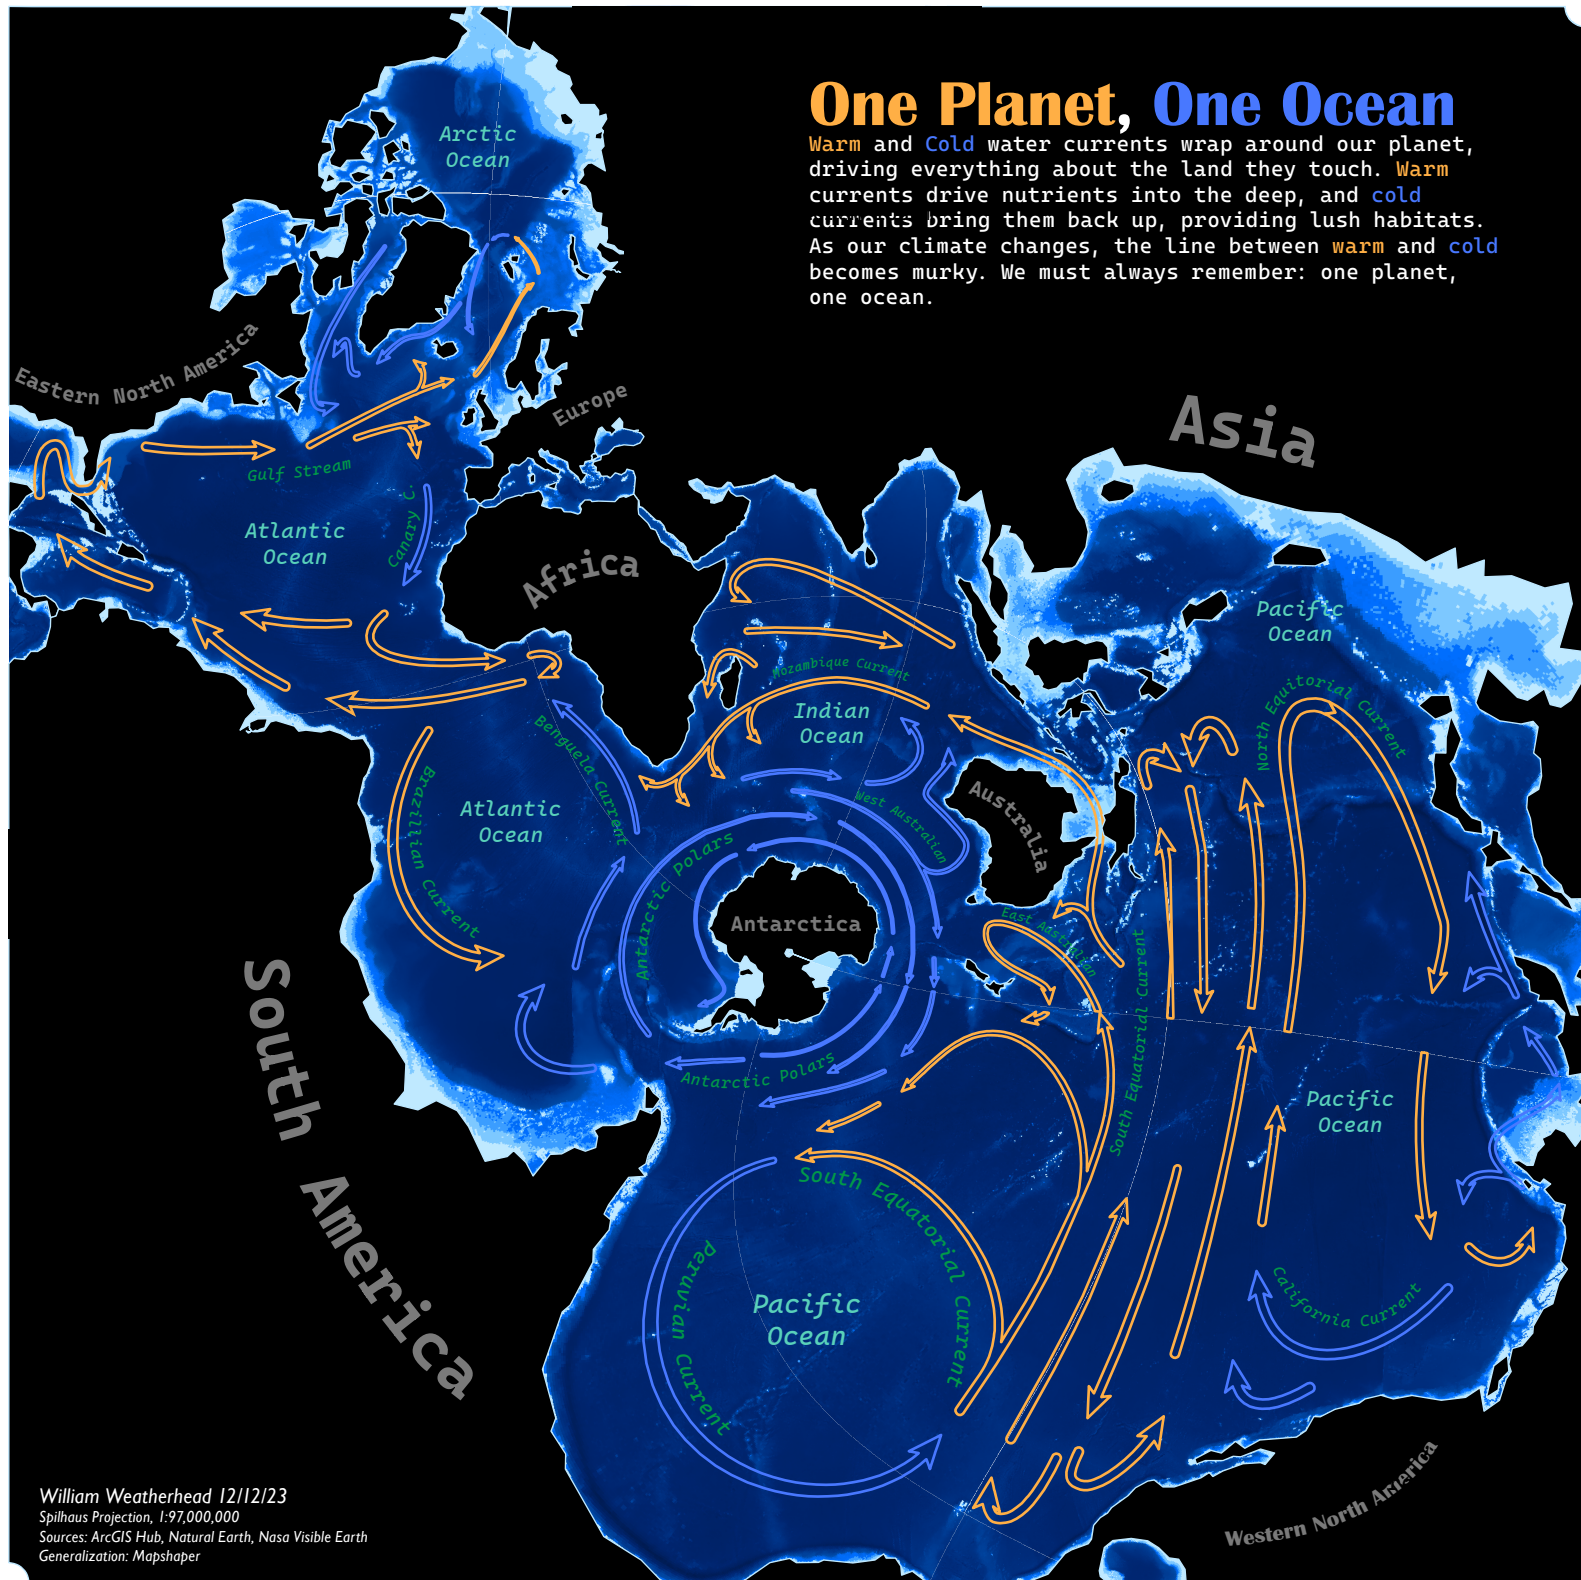 One Planet, One Ocean
Warm and Cold water currents wrap around our planet,
driving everything about the land they touch. Warm
currents drive nutrients into the deep, and cold
currents bring them back up, providing lush habitats.
As our climate changes, the line between warm and cold
becomes murky. We must always remember: one planet,
one ocean.
Arctic
Ocean
Eastern North America
Europe
Asia
Gulf Stream
Canary C.
Atlantic
Ocean
Africa
Pacific
Ocean
Mozambique Current
North Equitorial Current
Indian
Ocean
Benguela Current
Brazilian Current
Atlantic
Ocean
West Australian
Australia
Antarctic Polars
Antarctica
East Australian
South Equatorial Current
South America
Antarctic Polars
Pacific
Ocean
South Equatorial Current
Peruvian Current
Pacific
Ocean
California Current
Western North America
William Weatherhead 12/12/23
Spilhaus Projection, 1:97,000,000
Sources: ArcGIS Hub, Natural Earth, Nasa Visible Earth
Generalization: Mapshaper